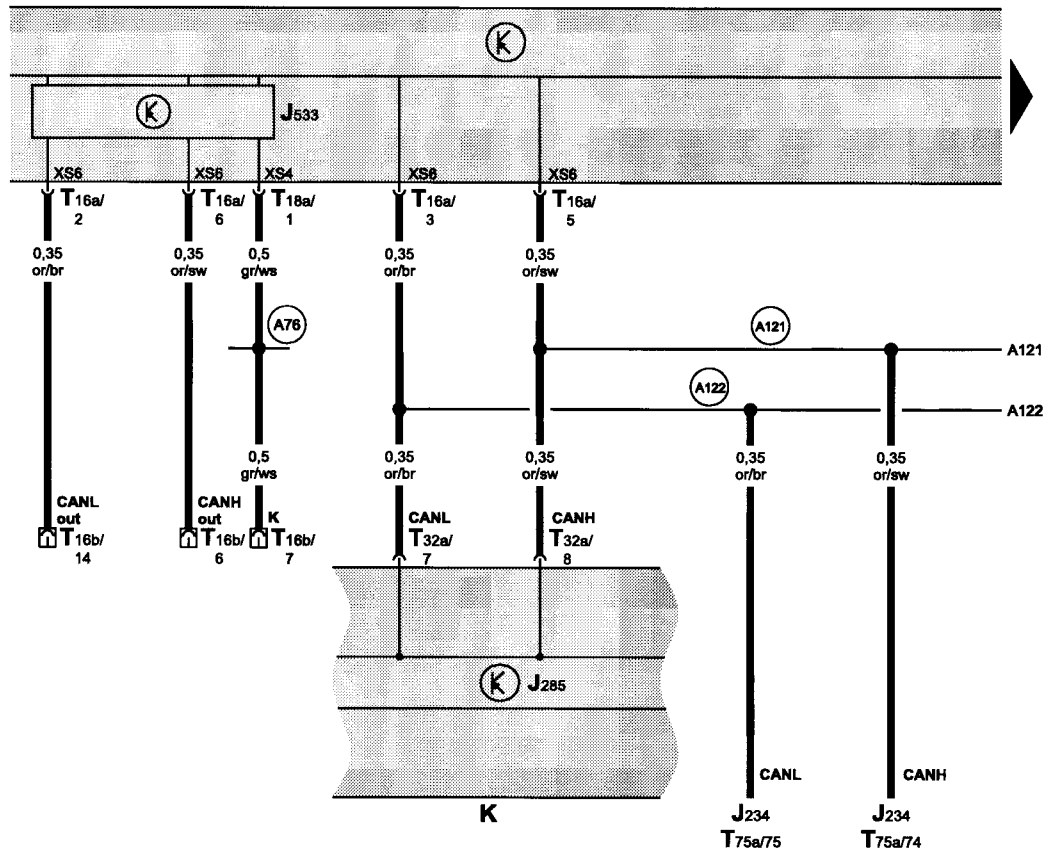 K
K J533
XS6 XS6 XS4 XS6 XS6
T16a/ T16a/ T18a/ T16a/ T16a/
2 6 1 3 5
0,35 0,35 0,5 0,35 0,35
or/br or/sw gr/ws or/br or/sw
A76 A121
A121
A122
A122
0,5 0,35 0,35 0,35 0,35
gr/ws or/br or/sw or/br or/sw
CANL CANH
out out K CANL CANH
T16b/ T16b/ T16b/ T32a/ T32a/
14 6 7 7 8
K J285
CANL CANH
K
J234 J234
T75a/75 T75a/74